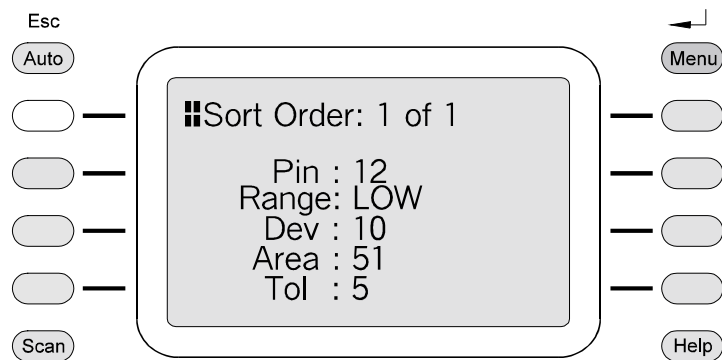 Esc
Auto
Menu
Sort Order: 1 of 1
Pin : 12
Range: LOW
Dev : 10
Area : 51
Tol : 5
Scan
Help